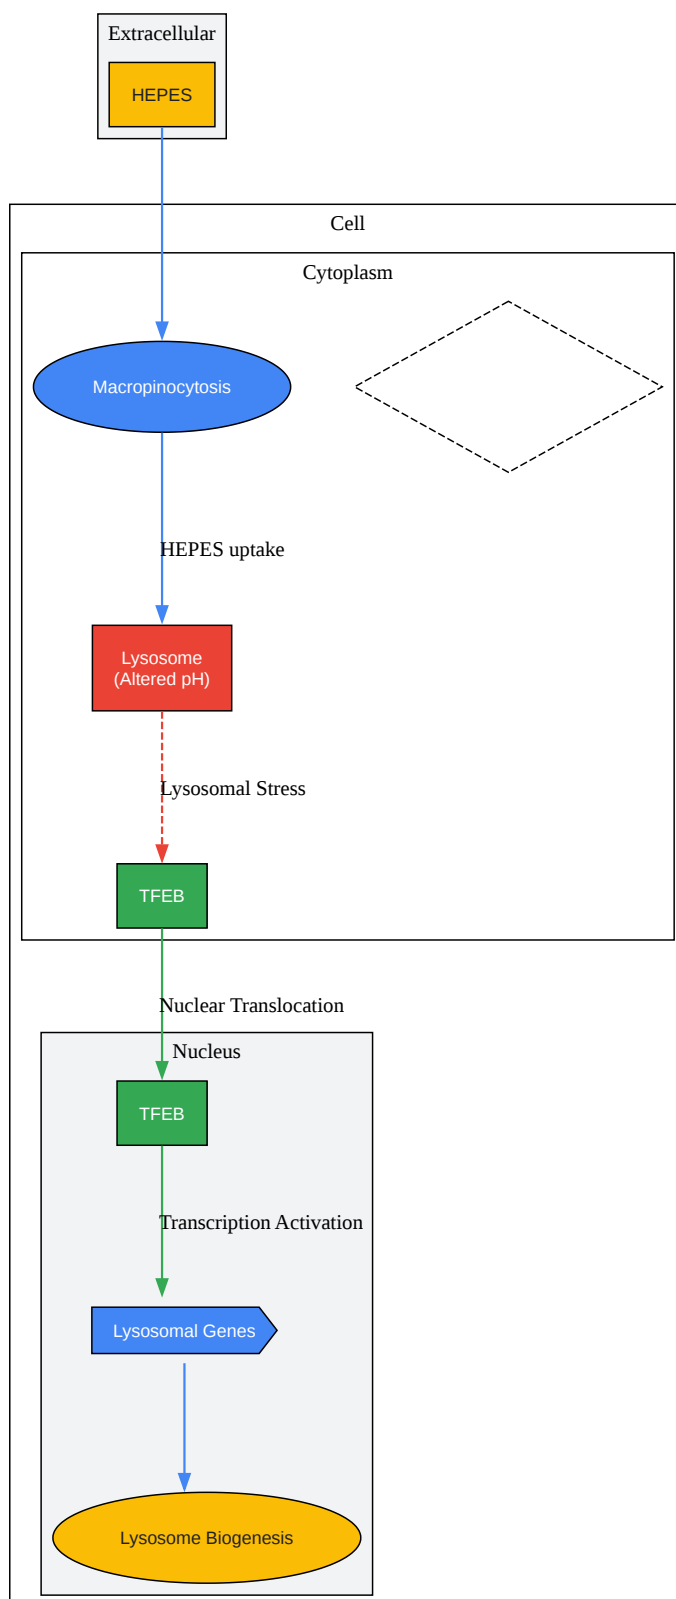 Extracellular
HEPES
Cell
Cytoplasm
Macropinocytosis
HEPES uptake
Lysosome
(Altered pH)
Lysosomal Stress
TFEB
Nuclear Translocation
Nucleus
TFEB
Transcription Activation
Lysosomal Genes
Lysosome Biogenesis